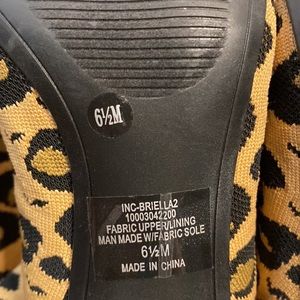 6½M
INC-BRIELLA2
10003042200
FABRIC UPPER/LINING
MAN MADE W/FABRIC SOLE
6½M
MADE IN CHINA